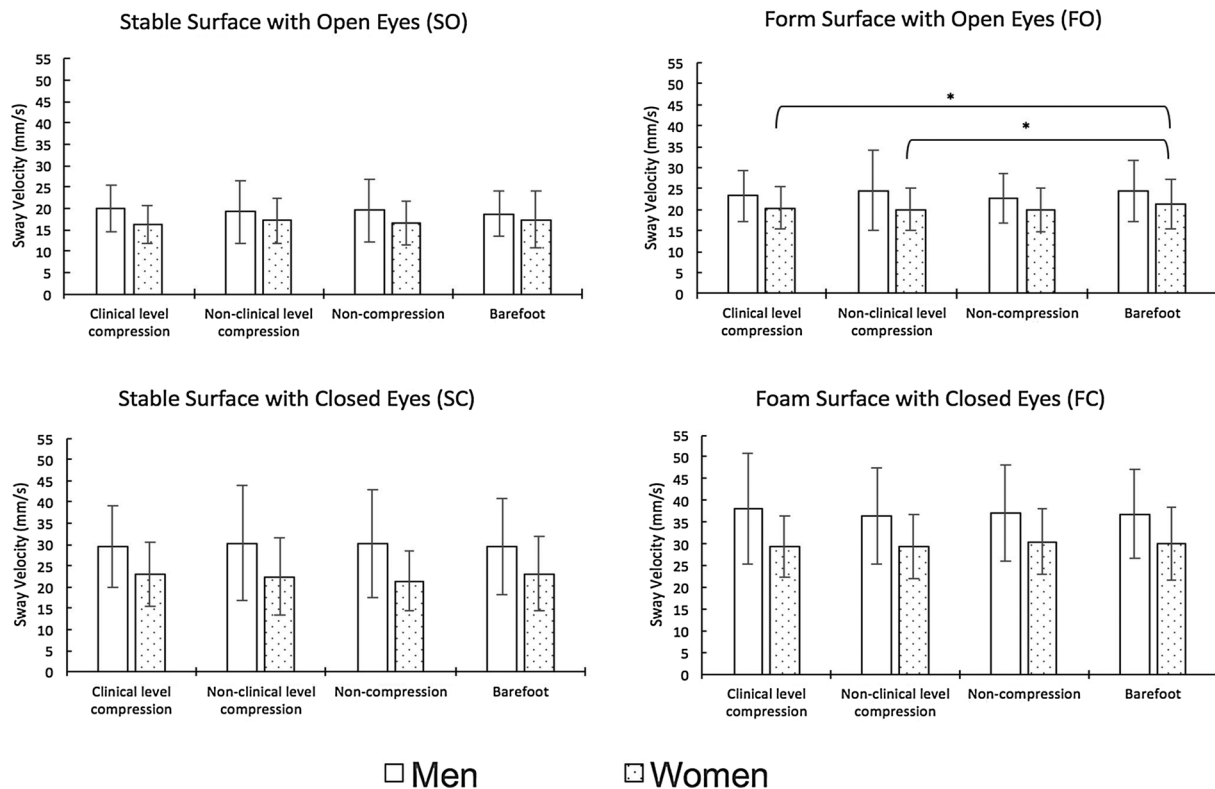 Stable Surface with Open Eyes (SO)
Sway Velocity (mm/s)
55
50
45
40
35
30
25
20
15
10
5
0
Clinical level compression
Non-clinical level compression
Non-compression
Barefoot
Form Surface with Open Eyes (FO)
Sway Velocity (mm/s)
55
50
45
40
35
30
25
20
15
10
5
0
*
*
Clinical level compression
Non-clinical level compression
Non-compression
Barefoot
Stable Surface with Closed Eyes (SC)
Sway Velocity (mm/s)
55
50
45
40
35
30
25
20
15
10
5
0
Clinical level compression
Non-clinical level compression
Non-compression
Barefoot
Foam Surface with Closed Eyes (FC)
Sway Velocity (mm/s)
55
50
45
40
35
30
25
20
15
10
5
0
Clinical level compression
Non-clinical level compression
Non-compression
Barefoot
Men
Women